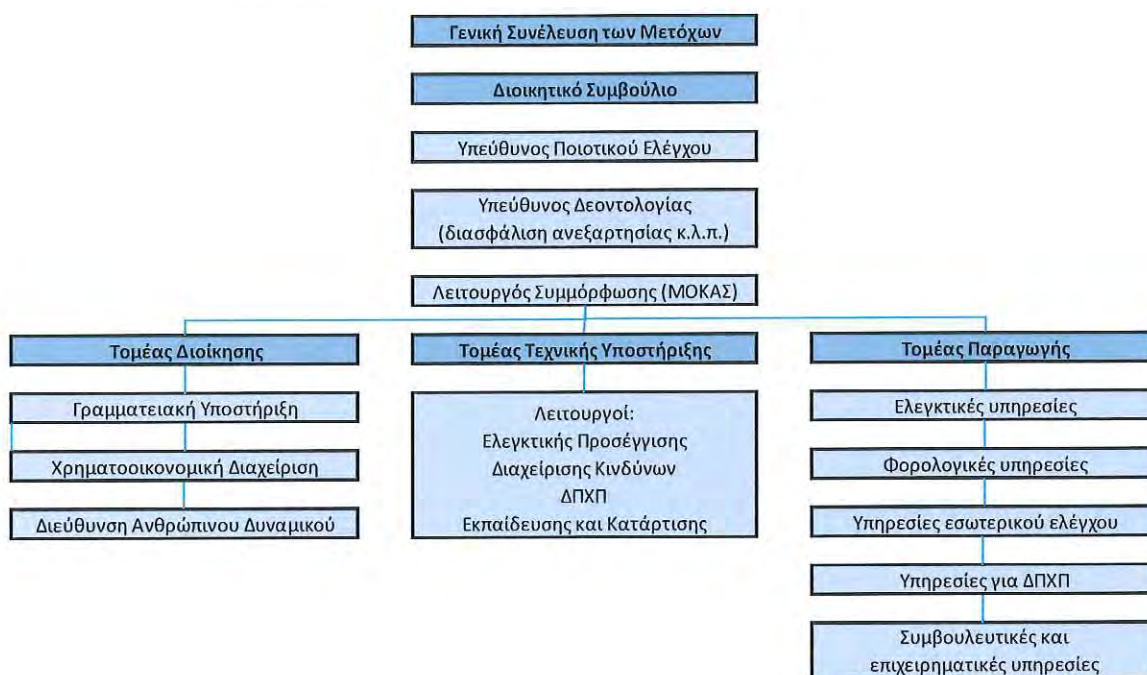 Γενική Συνέλευση των Μετόχων
Διοικητικό Συμβούλιο
Υπεύθυνος Ποιοτικού Ελέγχου
Υπεύθυνος Δεοντολογίας
(διασφάλιση ανεξαρτησίας κ.λ.π.)
Λειτουργός Συμμόρφωσης (ΜΟΚΑΣ)
Τομέας Διοίκησης
Γραμματειακή Υποστήριξη
Χρηματοοικονομική Διαχείριση
Διεύθυνση Ανθρώπινου Δυναμικού
Τομέας Τεχνικής Υποστήριξης
Λειτουργοί:
Ελεγκτικής Προσέγγισης
Διαχείρισης Κινδύνων
ΔΠΧΠ
Εκπαίδευσης και Κατάρτισης
Τομέας Παραγωγής
Ελεγκτικές υπηρεσίες
Φορολογικές υπηρεσίες
Υπηρεσίες εσωτερικού ελέγχου
Υπηρεσίες για ΔΠΧΠ
Συμβουλευτικές και
επιχειρηματικές υπηρεσίες